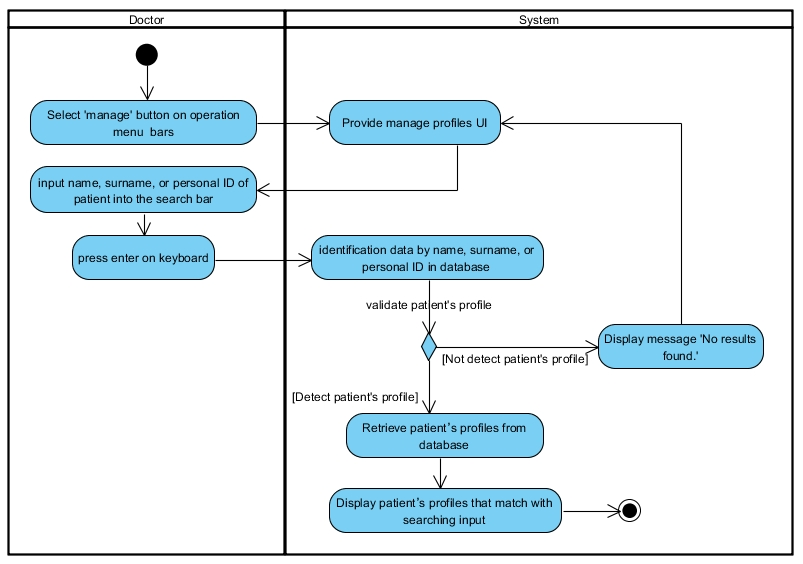 Doctor
System
Select 'manage' button on operation
menu bars
Provide manage profiles UI
input name, surname, or personal ID of
patient into the search bar
press enter on keyboard
identification data by name, surname, or
personal ID in database
validate patient's profile
Display message 'No results
found.'
[Not detect patient's profile]
[Detect patient's profile]
Retrieve patient's profiles from
database
Display patient's profiles that match with
searching input